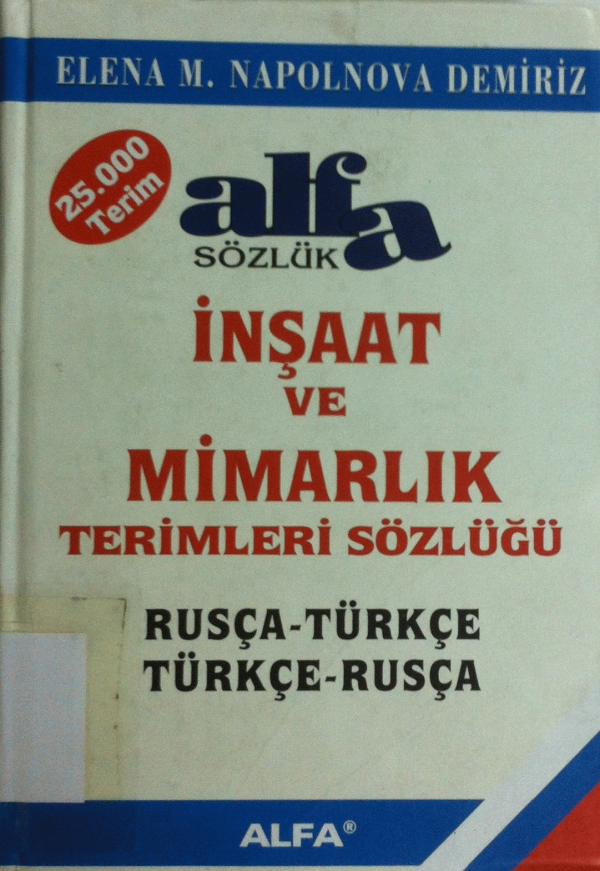 ELENA M. NAPOLNOVA DEMİRİZ
25.000
Terim
alfa
SÖZLÜK
İNŞAAT
VE
MİMARLIK
TERİMLERİ SÖZLÜĞÜ
RUSÇA-TÜRKÇE
TÜRKÇE-RUSÇA
ALFA®